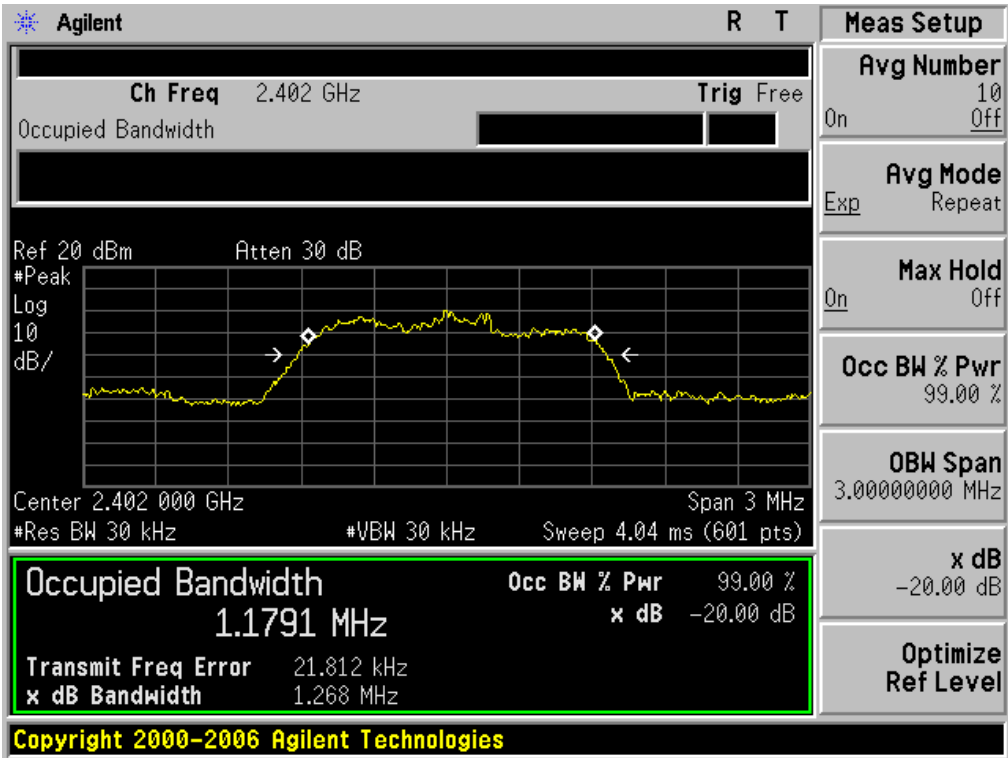 Agilent R T
Ch Freq 2.402 GHz Trig Free
Occupied Bandwidth
Ref 20 dBm Atten 30 dB
#Peak
Log
10
dB/
Center 2.402 000 GHz Span 3 MHz
#Res BW 30 kHz #VBW 30 kHz Sweep 4.04 ms (601 pts)
Occupied Bandwidth Occ BW % Pwr 99.00 %
1.1791 MHz x dB -20.00 dB
Transmit Freq Error 21.812 kHz
x dB Bandwidth 1.268 MHz
Copyright 2000-2006 Agilent Technologies
Meas Setup
Avg Number
10
On Off
Avg Mode
Exp Repeat
Max Hold
On Off
Occ BW % Pwr
99.00 %
OBW Span
3.00000000 MHz
x dB
-20.00 dB
Optimize
Ref Level